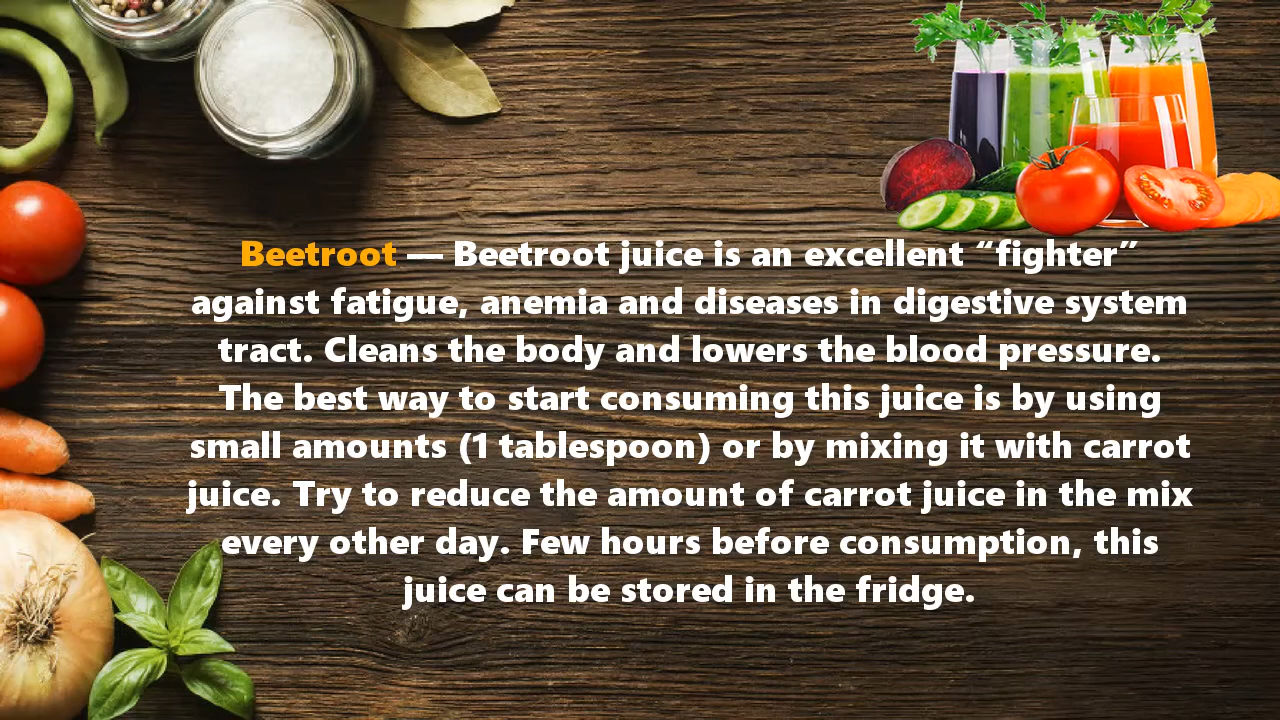 Beetroot — Beetroot juice is an excellent “fighter”
against fatigue, anemia and diseases in digestive system
tract. Cleans the body and lowers the blood pressure.
The best way to start consuming this juice is by using
small amounts (1 tablespoon) or by mixing it with carrot
juice. Try to reduce the amount of carrot juice in the mix
every other day. Few hours before consumption, this
juice can be stored in the fridge.